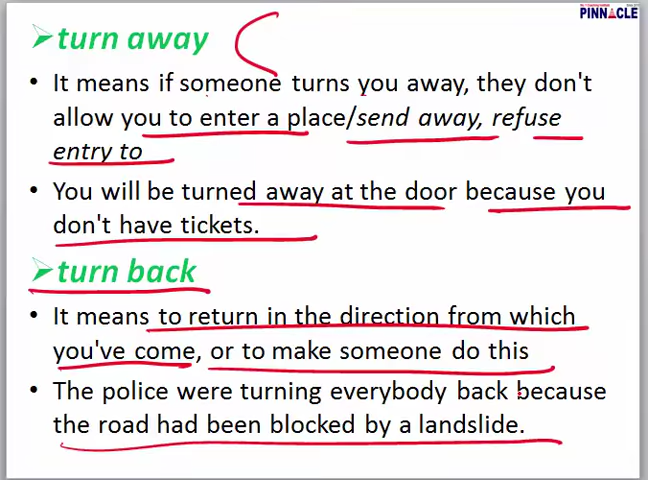 PINNACLE
turn away
It means if someone turns you away, they don't
allow you to enter a place/send away, refuse
entry to
You will be turned away at the door because you
don't have tickets.
turn back
It means to return in the direction from which
you've come, or to make someone do this
The police were turning everybody back because
the road had been blocked by a landslide.